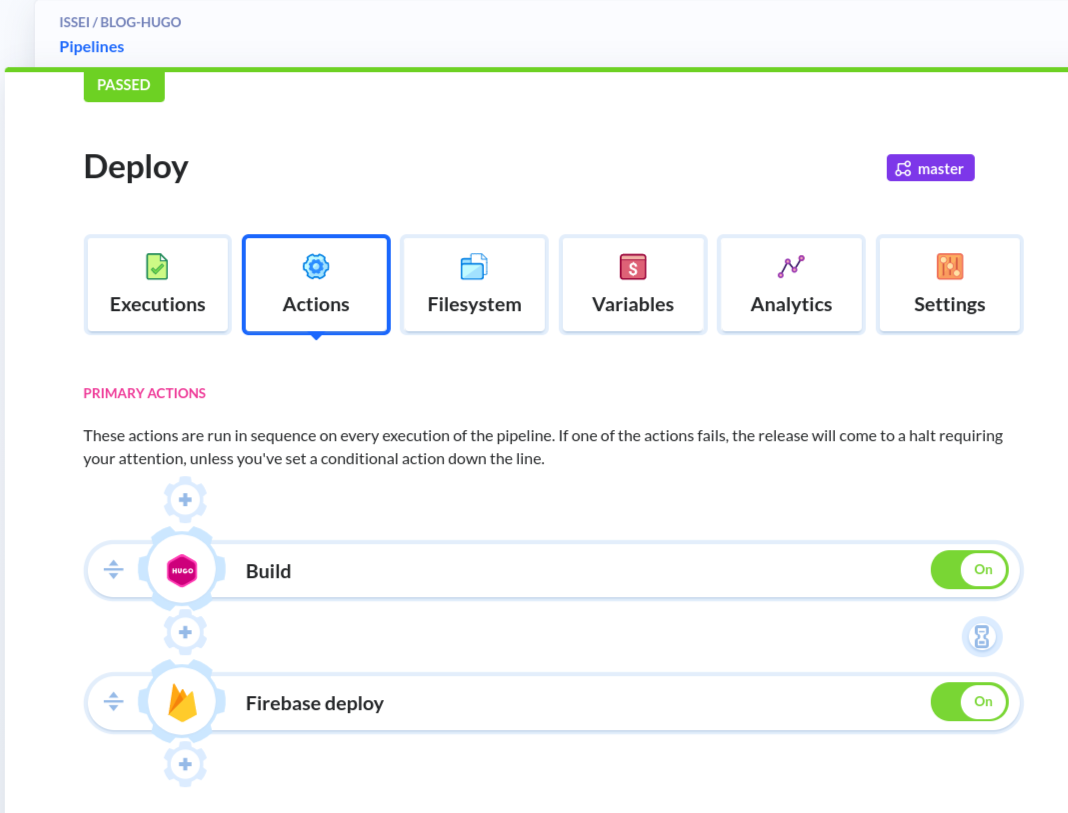 ISSEI / BLOG-HUGO
Pipelines
PASSED
Deploy
master
Executions
Actions
Filesystem
$
Variables
Analytics
Settings
PRIMARY ACTIONS
These actions are run in sequence on every execution of the pipeline. If one of the actions fails, the release will come to a halt requiring
your attention, unless you've set a conditional action down the line.
HUGO
Build
On
Firebase deploy
On